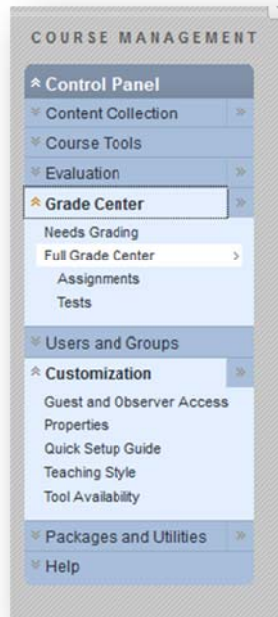 COURSE MANAGEMENT
Control Panel
Content Collection
Course Tools
Evaluation
Grade Center
Needs Grading
Full Grade Center
Assignments
Tests
Users and Groups
Customization
Guest and Observer Access
Properties
Quick Setup Guide
Teaching Style
Tool Availability
Packages and Utilities
Help